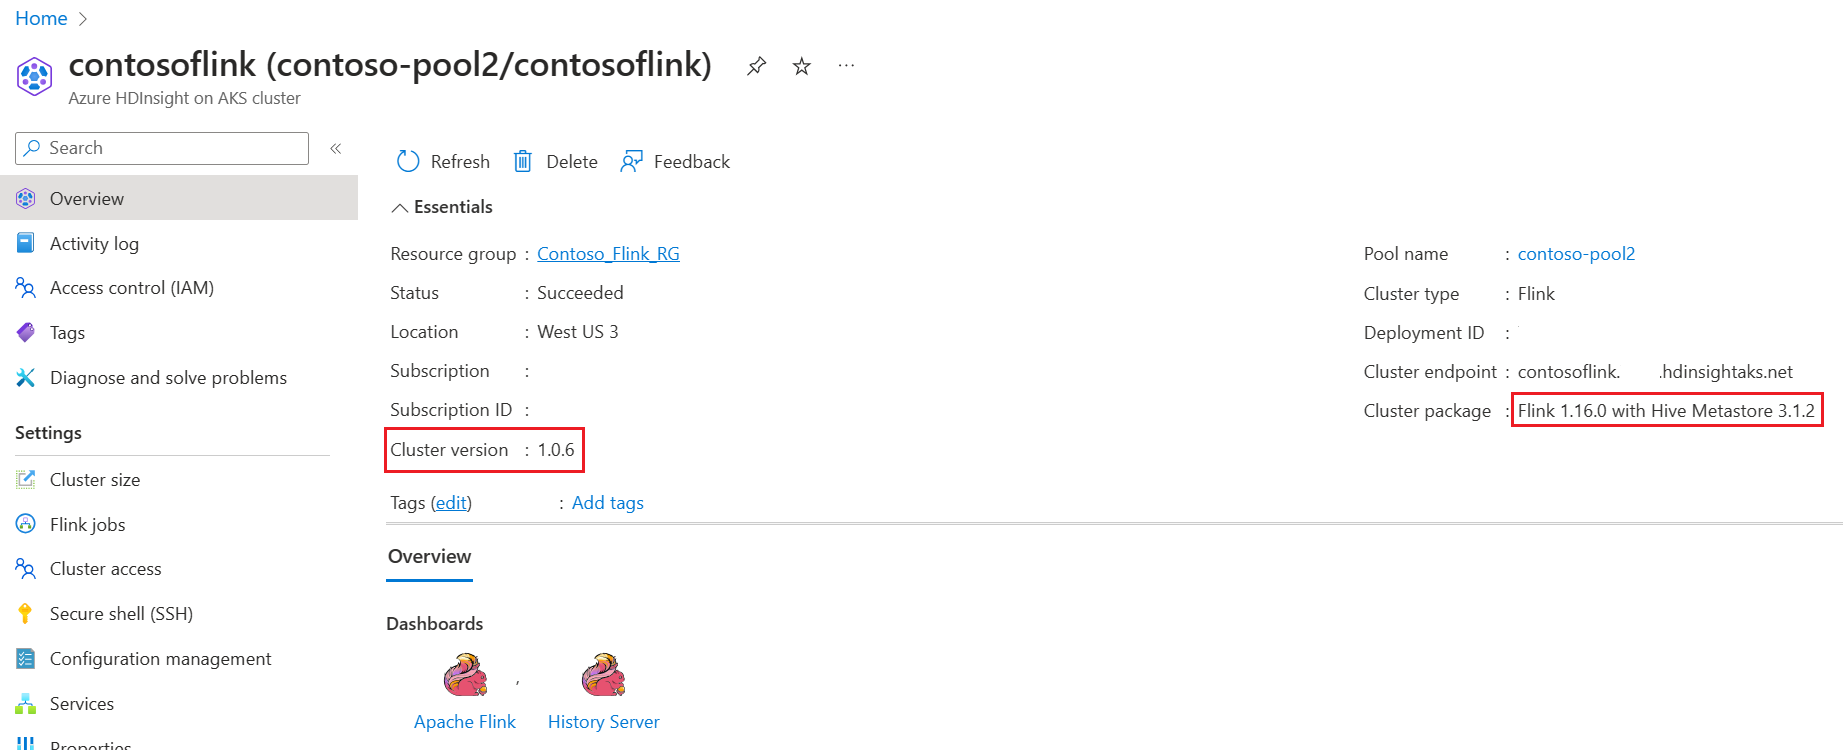 Home
contosoflink (contoso-pool2/contosoflink)
Azure HDInsight on AKS cluster
Search
Overview
Activity log
Access control (IAM)
Tags
Diagnose and solve problems
Settings
Cluster size
Flink jobs
Cluster access
Secure shell (SSH)
Configuration management
Services
Properties
Refresh Delete Feedback
Essentials
Resource group : Contoso_Flink_RG
Status : Succeeded
Location : West US 3
Subscription :
Subscription ID :
Cluster version : 1.0.6
Tags (edit) : Add tags
Pool name : contoso-pool2
Cluster type : Flink
Deployment ID :
Cluster endpoint : contosoflink. .hdinsightaks.net
Cluster package : Flink 1.16.0 with Hive Metastore 3.1.2
Overview
Dashboards
,
Apache Flink History Server